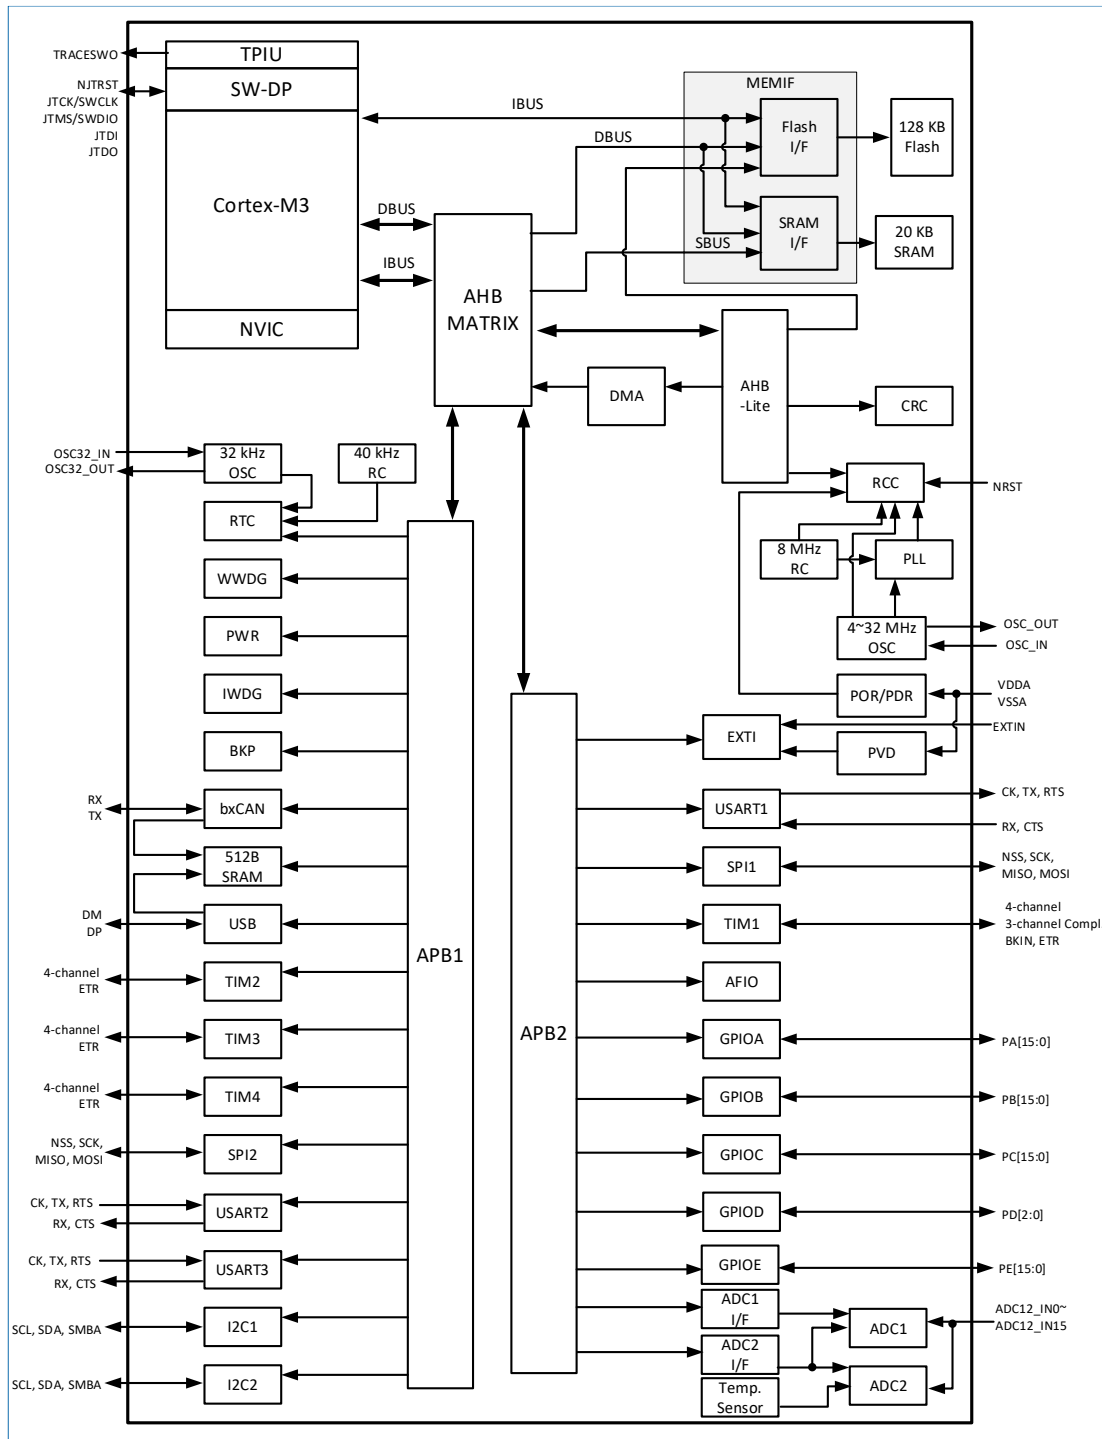 TRACESWO
TPIU
NJTRST
JTCK/SWCLK
JTMS/SWDIO
JTDI
JTDO
SW-DP
Cortex-M3
NVIC
IBUS
DBUS
DBUS
IBUS
SBUS
MEMIF
Flash
I/F
128 KB
Flash
SRAM
I/F
20 KB
SRAM
AHB
MATRIX
DMA
AHB
-Lite
CRC
OSC32_IN
OSC32_OUT
32 kHz
OSC
40 kHz
RC
RTC
RCC
NRST
8 MHz
RC
PLL
4~32 MHz
OSC
OSC_OUT
OSC_IN
POR/PDR
VDDA
VSSA
EXTI
EXTIN
PVD
WWDG
PWR
IWDG
BKP
RX
TX
bxCAN
512B
SRAM
DM
DP
USB
4-channel
ETR
TIM2
4-channel
ETR
TIM3
4-channel
ETR
TIM4
NSS, SCK,
MISO, MOSI
SPI2
CK, TX, RTS
RX, CTS
USART2
CK, TX, RTS
RX, CTS
USART3
SCL, SDA, SMBA
I2C1
SCL, SDA, SMBA
I2C2
APB1
APB2
USART1
CK, TX, RTS
RX, CTS
SPI1
NSS, SCK,
MISO, MOSI
TIM1
4-channel
3-channel Compl
BKIN, ETR
AFIO
GPIOA
PA[15:0]
GPIOB
PB[15:0]
GPIOC
PC[15:0]
GPIOD
PD[2:0]
GPIOE
PE[15:0]
ADC1
I/F
ADC2
I/F
Temp.
Sensor
ADC1
ADC2
ADC12_IN0~
ADC12_IN15